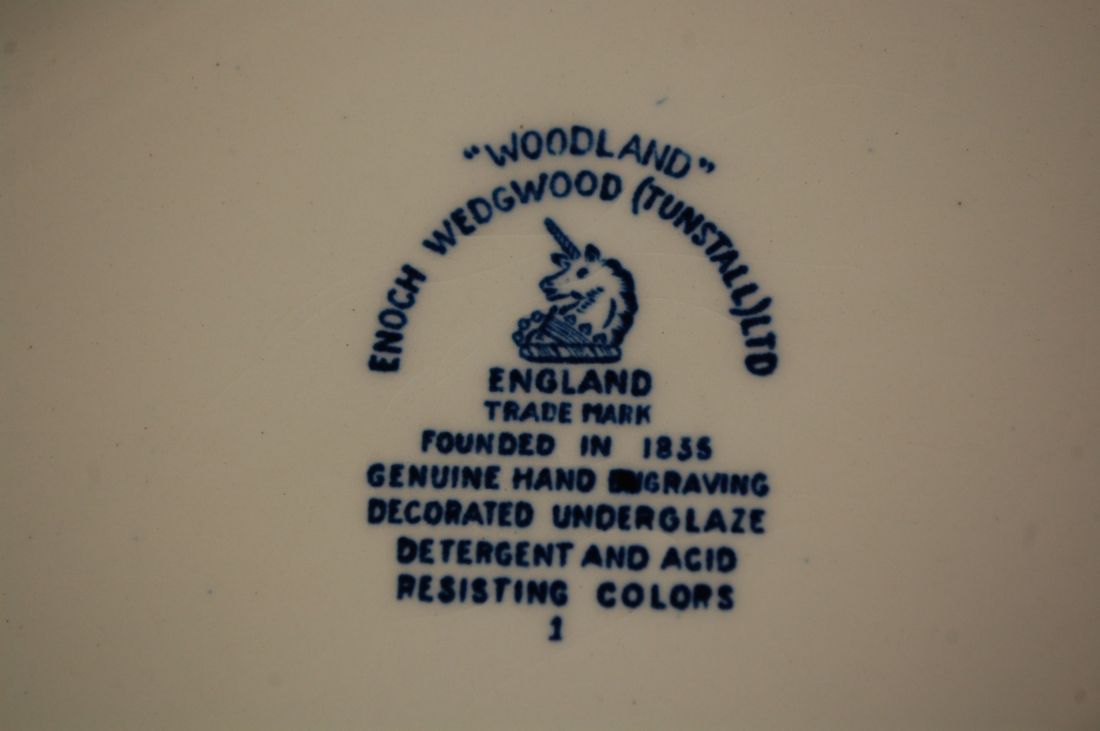 "WOODLAND"
ENOCH WEDGWOOD (TUNSTALL) LTD
ENGLAND
TRADE MARK
FOUNDED IN 1835
GENUINE HAND ENGRAVING
DECORATED UNDERGLAZE
DETERGENT AND ACID
RESISTING COLORS
1